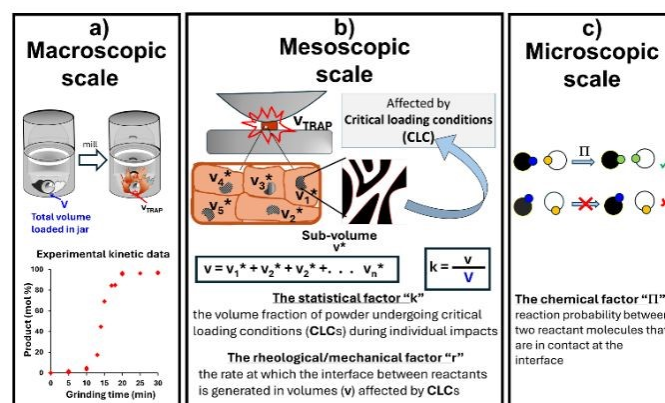 a)
Macroscopic
scale
mill
V
Total volume
loaded in jar
VTRAP
Experimental kinetic data
Product (mol %)
100
80
60
40
20
0
0 5 10 15 20 25 30
Grinding time (min)
b)
Mesoscopic
scale
VTRAP
Affected by
Critical loading conditions
(CLC)
v4*
v3*
v1*
v5*
v2*
Sub-volume
v*
v = v1* + v2* + v2* +. . . vn*
k = v
V
The statistical factor “k”
the volume fraction of powder undergoing critical
loading conditions (CLCs) during individual impacts
The rheological/mechanical factor “r”
the rate at which the interface between reactants
is generated in volumes (v) affected by CLCs
c)
Microscopic
scale
Π
The chemical factor “Π”
reaction probability between
two reactant molecules that
are in contact at the
interface